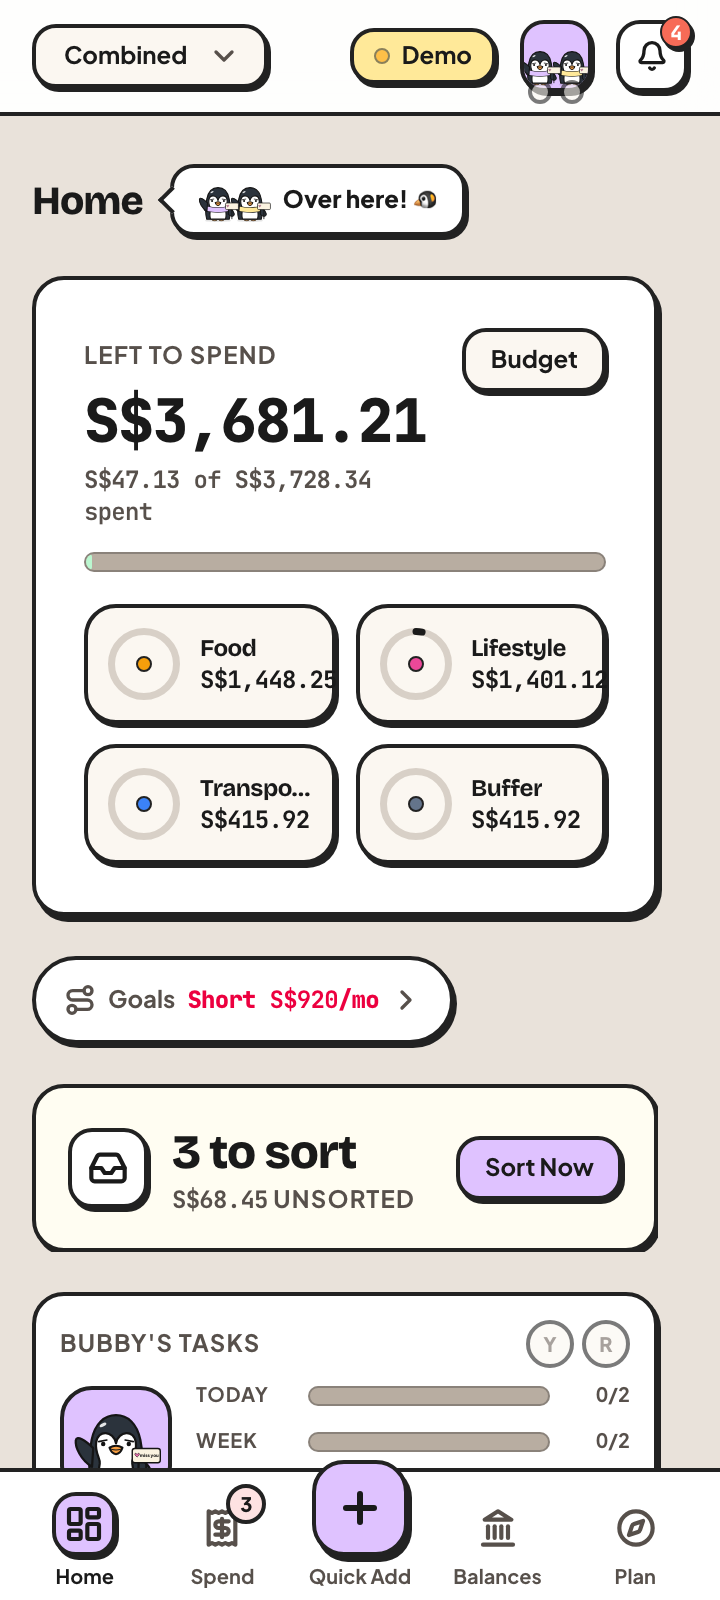 Combined
Demo
4
Home
Over here!
LEFT TO SPEND
Budget
S$3,681.21
S$47.13 of S$3,728.34
spent
Food
S$1,448.25
Lifestyle
S$1,401.12
Transpo...
S$415.92
Buffer
S$415.92
Goals Short S$920/mo
3 to sort
S$68.45 UNSORTED
Sort Now
BUBBY'S TASKS
Y R
TODAY 0/2
WEEK 0/2
miss you
3
Home
Spend
Quick Add
Balances
Plan